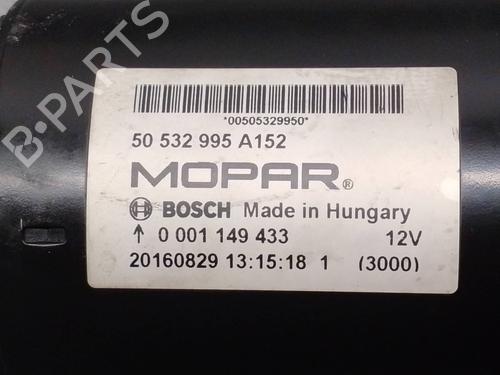 *00505329950*
50 532 995 A152
MOPAR®
BOSCH Made in Hungary
↑ 0 001 149 433 12V
20160829 13:15:18 1 (3000)